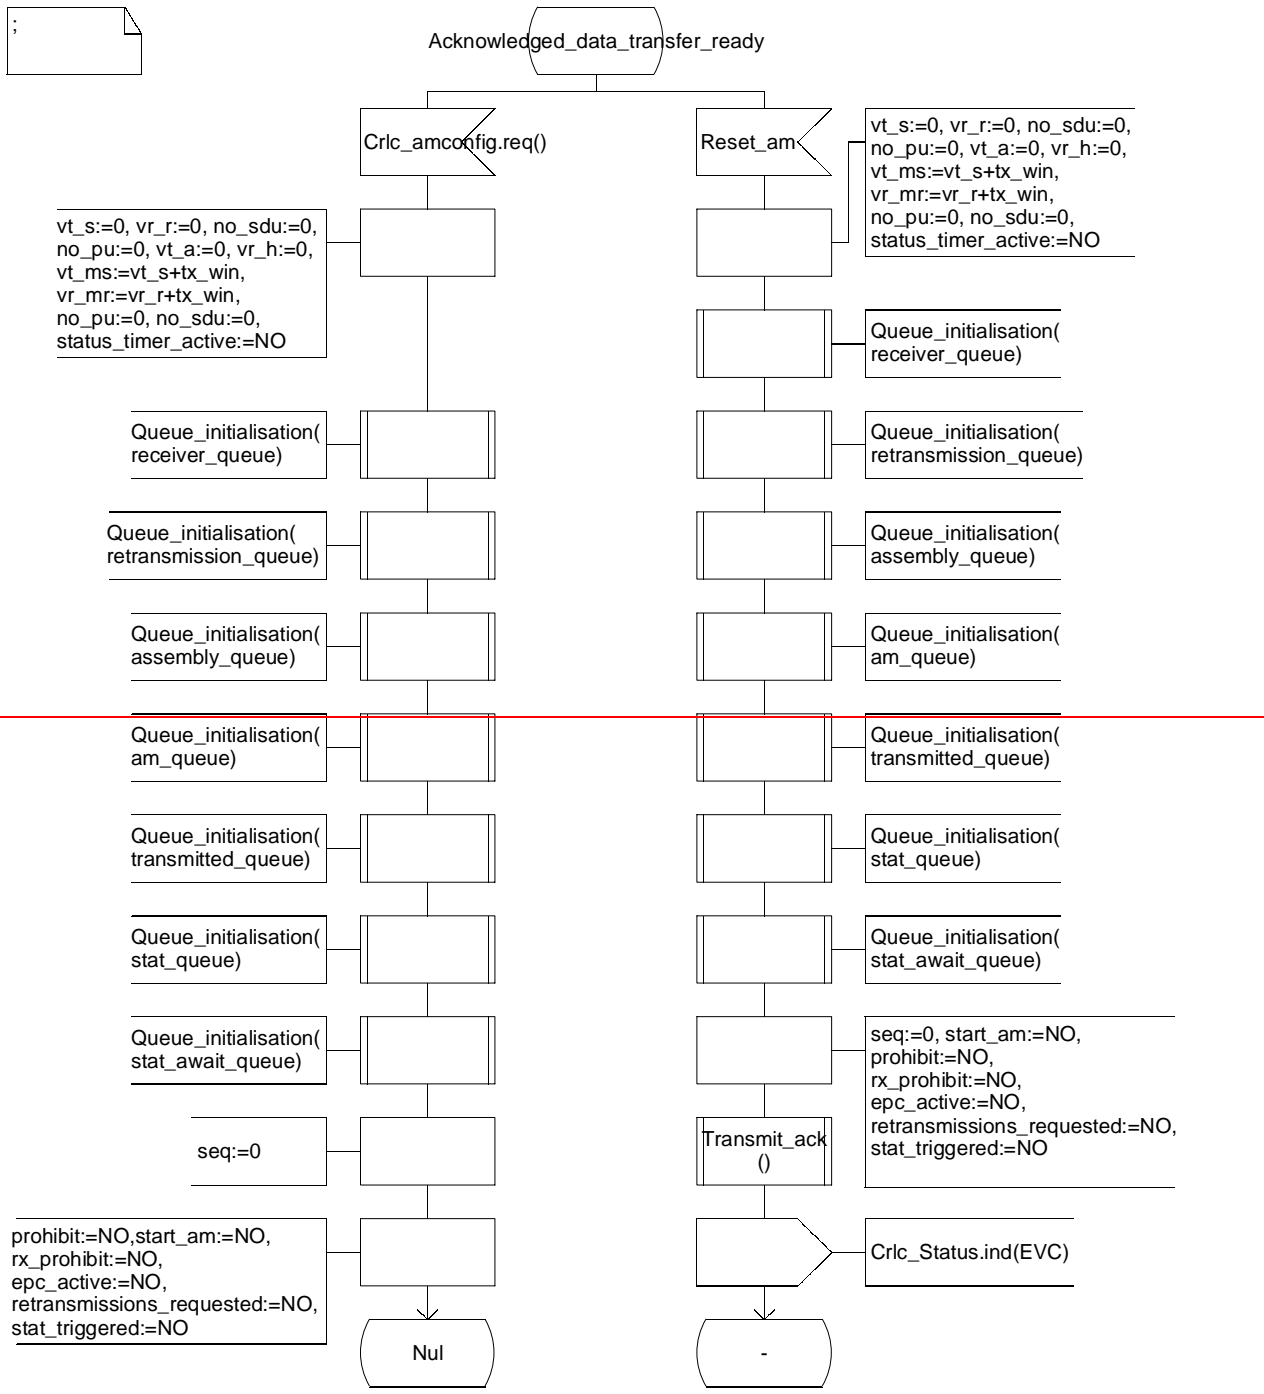 ;
Acknowledged_data_transfer_ready
Crlc_amconfig.req()
vt_s:=0, vr_r:=0, no_sdu:=0,
no_pu:=0, vt_a:=0, vr_h:=0,
vt_ms:=vt_s+tx_win,
vr_mr:=vr_r+tx_win,
no_pu:=0, no_sdu:=0,
status_timer_active:=NO
Queue_initialisation(
receiver_queue)
Queue_initialisation(
retransmission_queue)
Queue_initialisation(
assembly_queue)
Queue_initialisation(
am_queue)
Queue_initialisation(
transmitted_queue)
Queue_initialisation(
stat_queue)
Queue_initialisation(
stat_await_queue)
seq:=0
prohibit:=NO,start_am:=NO,
rx_prohibit:=NO,
epc_active:=NO,
retransmissions_requested:=NO,
stat_triggered:=NO
Nul
Reset_am
vt_s:=0, vr_r:=0, no_sdu:=0,
no_pu:=0, vt_a:=0, vr_h:=0,
vt_ms:=vt_s+tx_win,
vr_mr:=vr_r+tx_win,
no_pu:=0, no_sdu:=0,
status_timer_active:=NO
Queue_initialisation(
receiver_queue)
Queue_initialisation(
retransmission_queue)
Queue_initialisation(
assembly_queue)
Queue_initialisation(
am_queue)
Queue_initialisation(
transmitted_queue)
Queue_initialisation(
stat_queue)
Queue_initialisation(
stat_await_queue)
seq:=0, start_am:=NO,
prohibit:=NO,
rx_prohibit:=NO,
epc_active:=NO,
retransmissions_requested:=NO,
stat_triggered:=NO
Transmit_ack
()
Crlc_Status.ind(EVC)
-